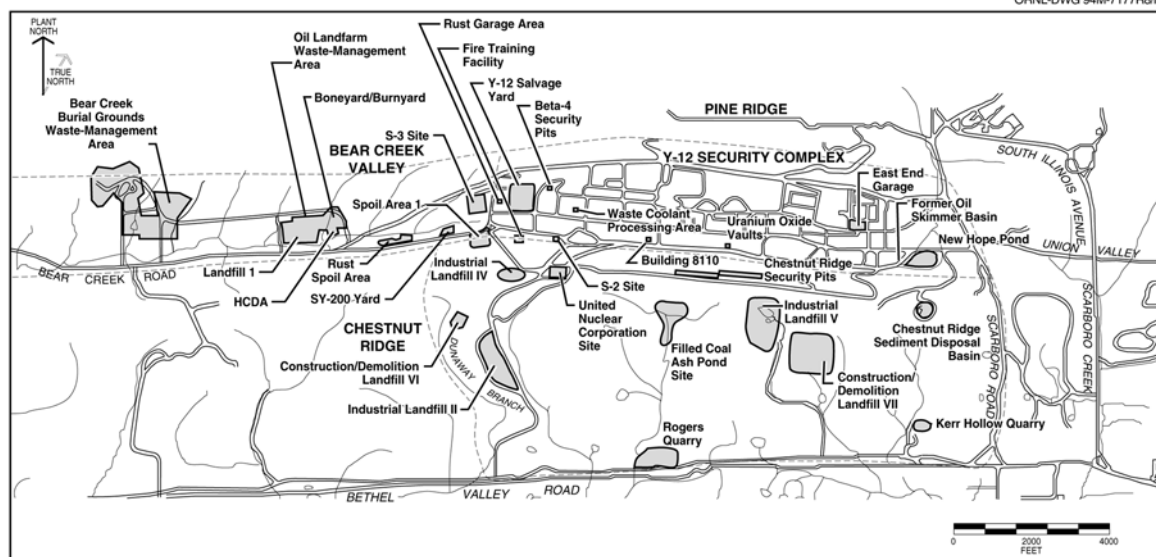 ORNL-DWG 94M-7177R8/
PLANT
NORTH
TRUE
NORTH
Bear Creek
Burial Grounds
Waste-Management
Area
Oil Landfarm
Waste-Management
Area
Boneyard/Burnyard
S-3 Site
BEAR CREEK
VALLEY
Rust Garage Area
Fire Training
Facility
Y-12 Salvage
Yard
Beta-4
Security
Pits
PINE RIDGE
Y-12 SECURITY COMPLEX
SOUTH ILLINOIS AVENUE
East End
Garage
Former Oil
Skimmer Basin
New Hope Pond
UNION VALLEY
Spoil Area 1
Waste Coolant
Processing Area
Uranium Oxide
Vaults
Building 8110
Chestnut Ridge
Security Pits
BEAR CREEK ROAD
Landfill 1
HCDA
Rust
Spoil Area
SY-200 Yard
Industrial
Landfill IV
S-2 Site
United
Nuclear
Corporation
Site
CHESTNUT
RIDGE
Construction/Demolition
Landfill VI
DUNAWAY BRANCH
Industrial Landfill II
Filled Coal
Ash Pond
Site
Industrial
Landfill V
Construction/
Demolition
Landfill VII
Chestnut Ridge
Sediment Disposal
Basin
SCARBORO ROAD
SCARBORO CREEK
Kerr Hollow Quarry
Rogers
Quarry
BETHEL VALLEY ROAD
0 2000 4000
FEET